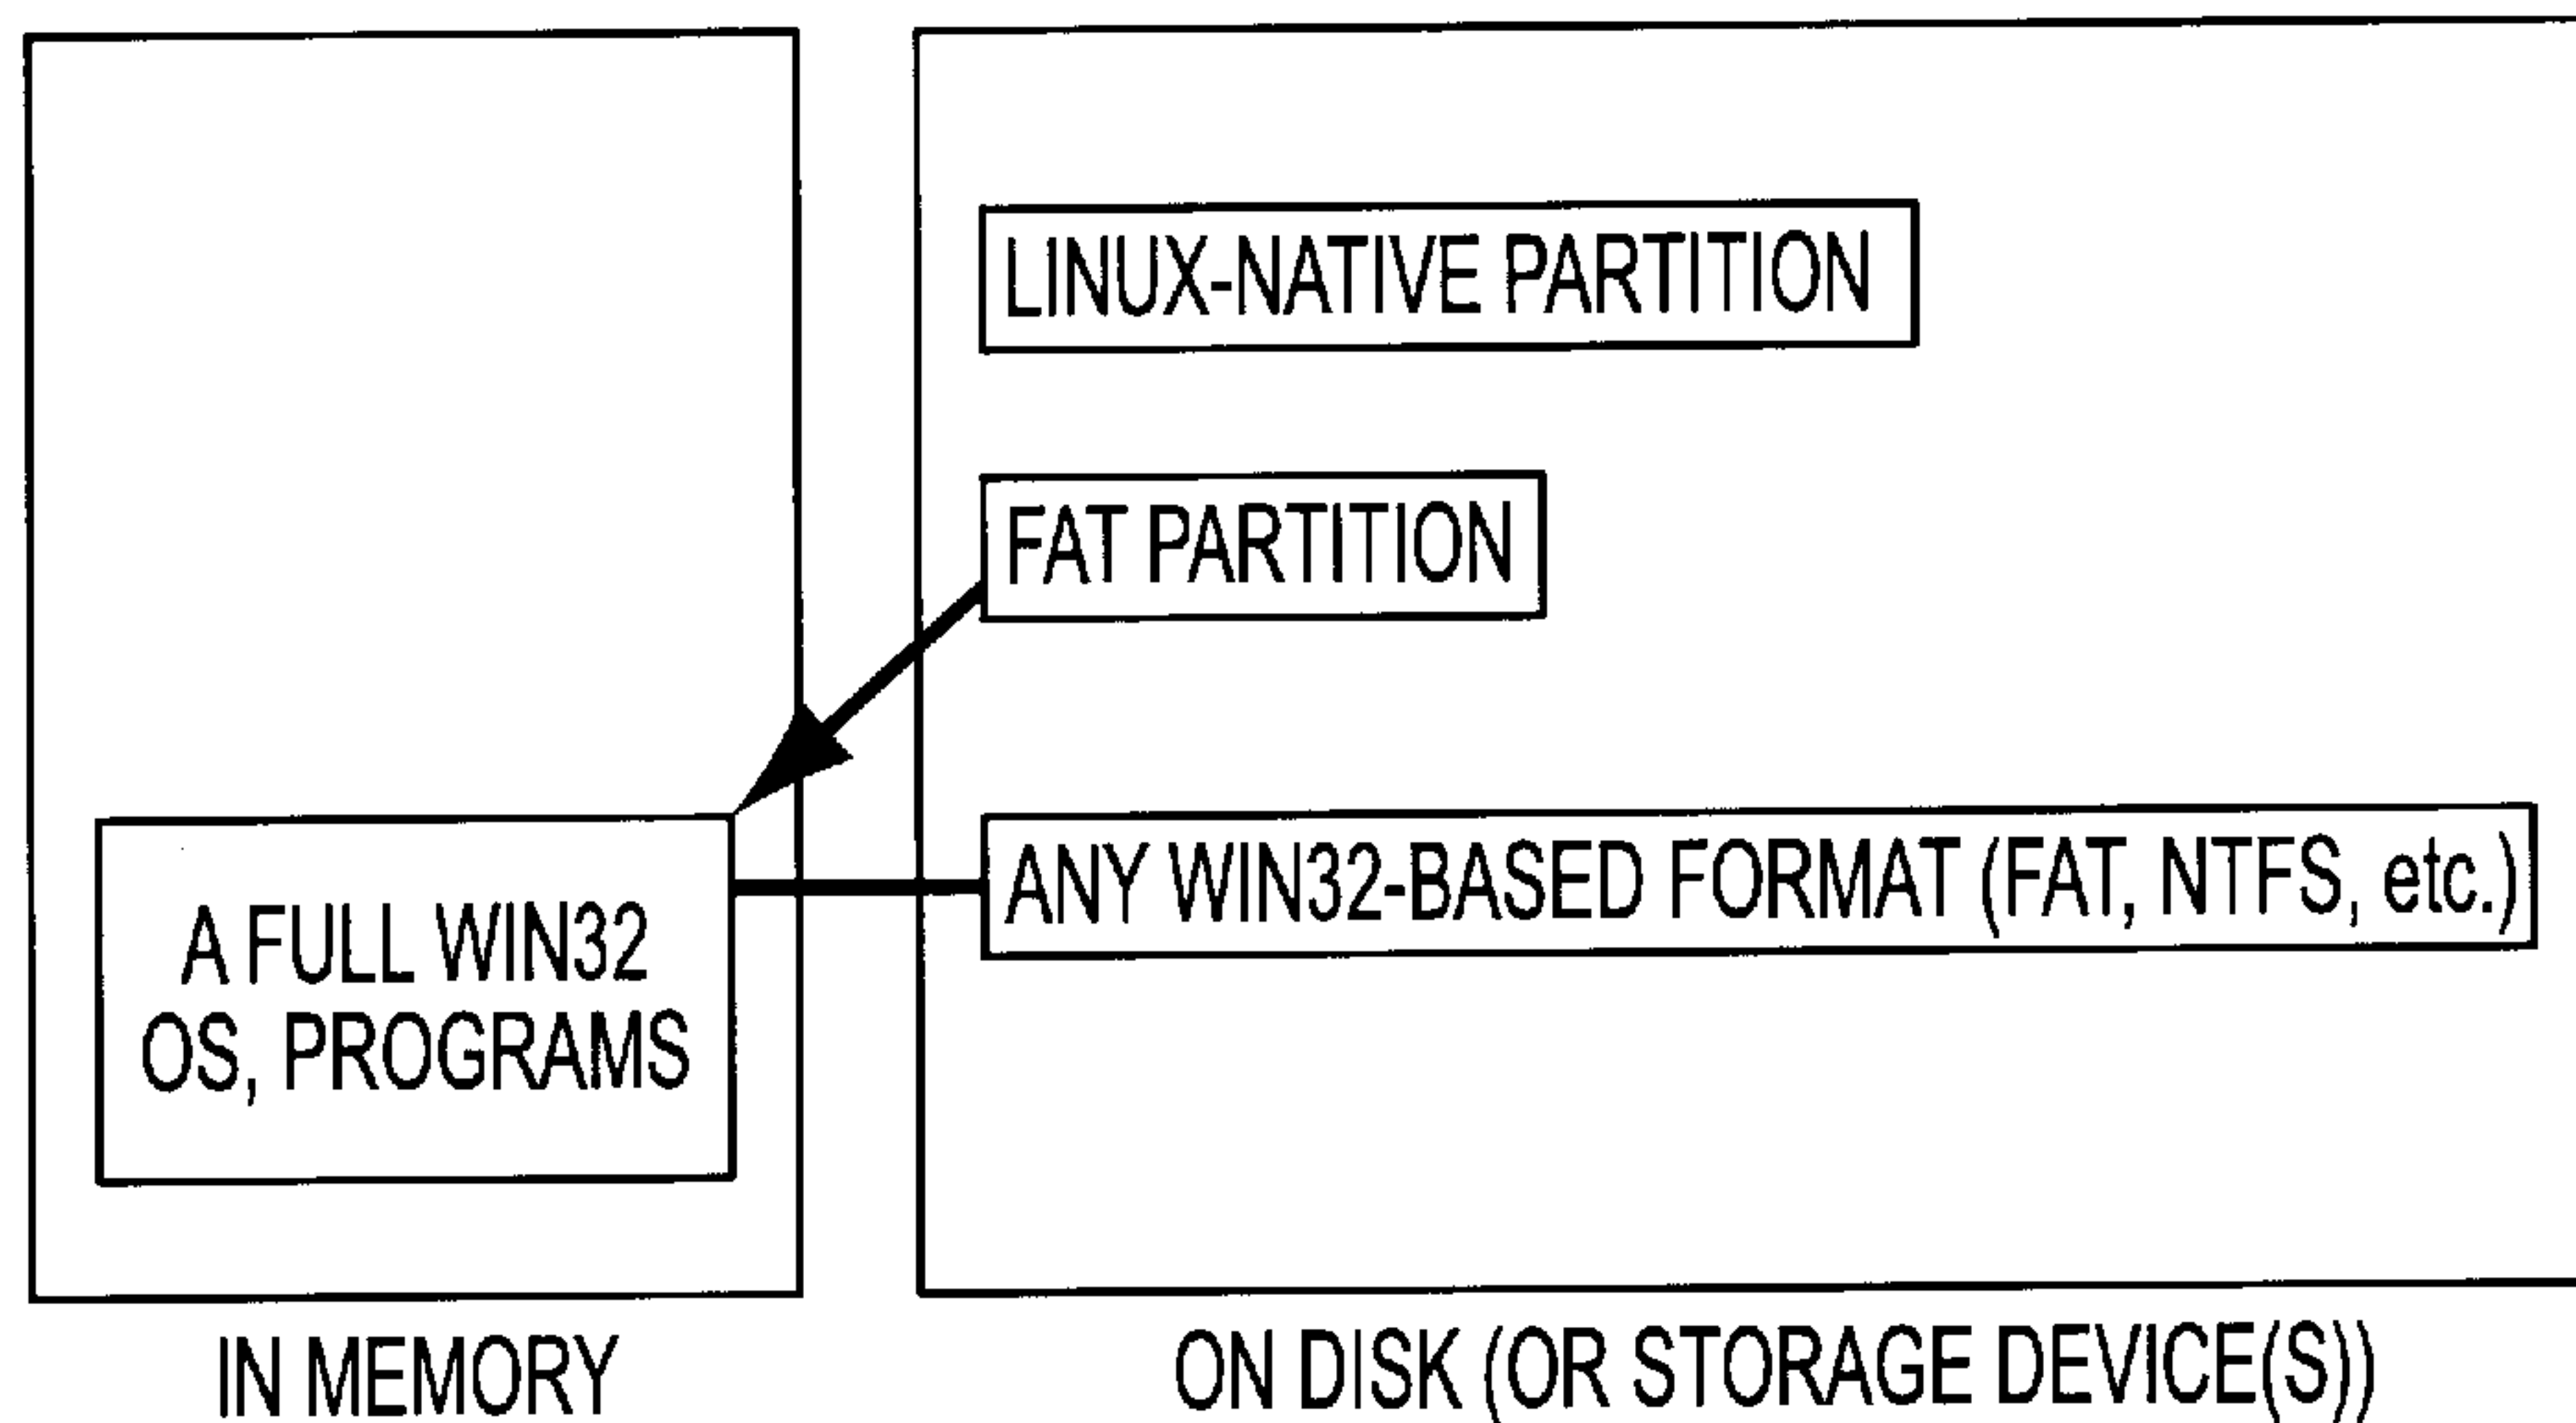 LINUX-NATIVE PARTITION
FAT PARTITION
ANY WIN32-BASED FORMAT (FAT, NTFS, etc.)
A FULL WIN32
OS, PROGRAMS
IN MEMORY
ON DISK (OR STORAGE DEVICE(S))